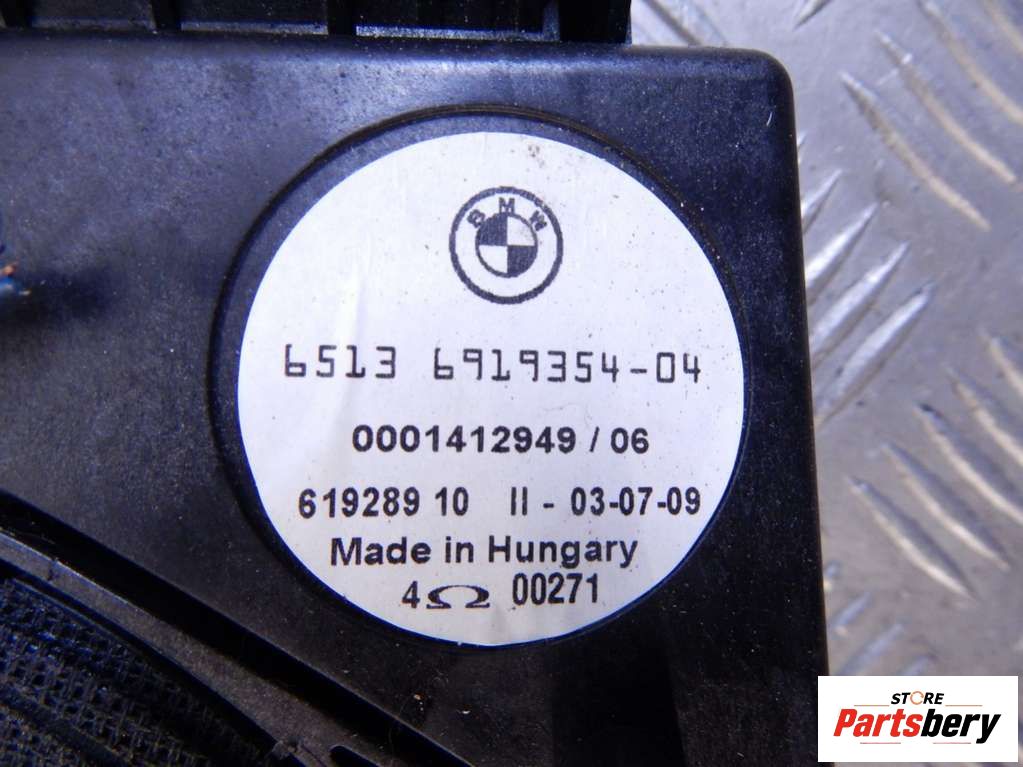 BMW
6513 6919354-04
0001412949 / 06
619289 10 II - 03-07-09
Made in Hungary
4Ω 00271
STORE
Partsbery